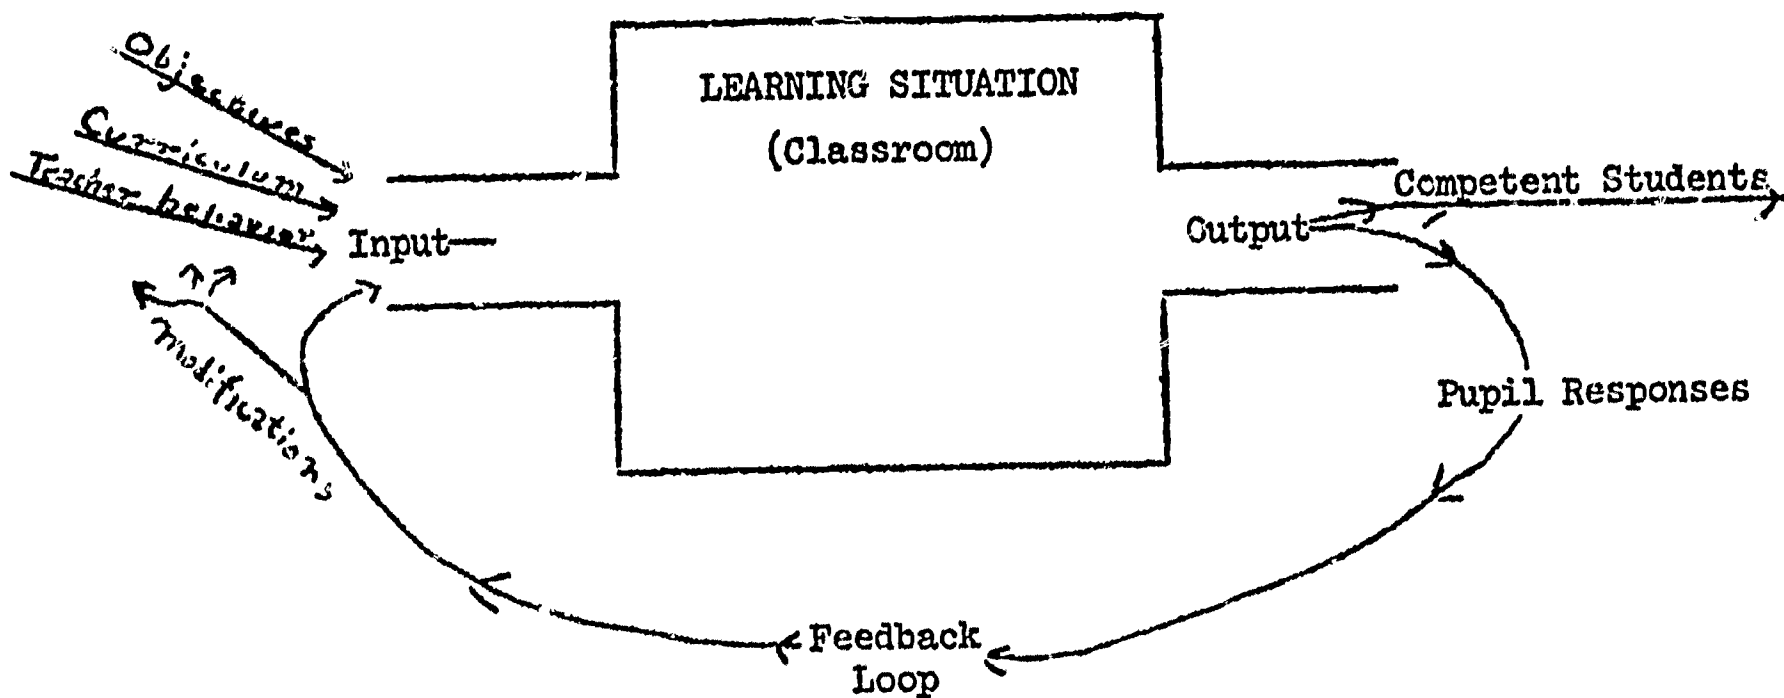 Objectives
Curriculum
Teacher behavior
Input
Modifications
LEARNING SITUATION
(Classroom)
Output
Competent Students
Pupil Responses
Feedback
Loop